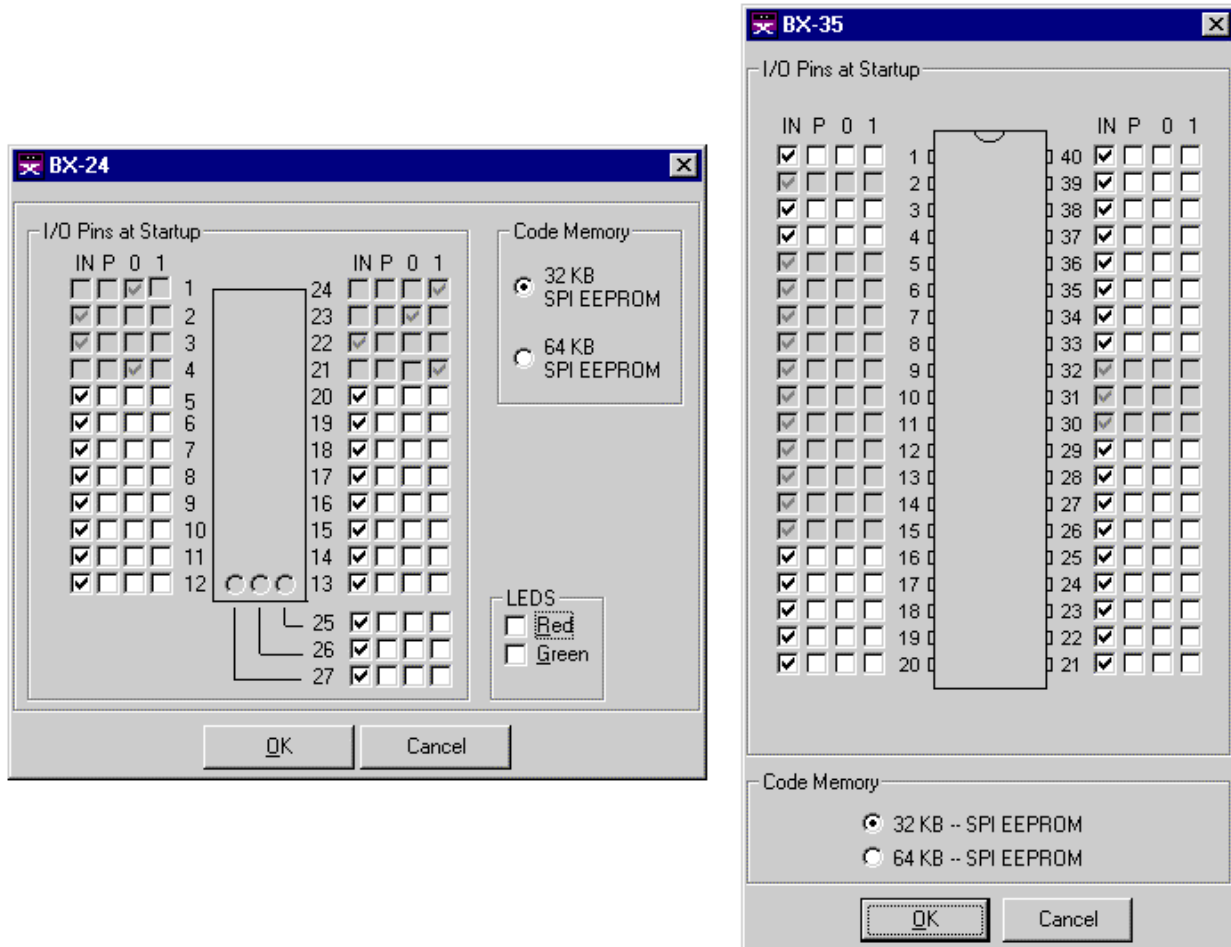 BX-24
I/O Pins at Startup
IN P 0 1
IN P 0 1
1 24
2 23
3 22
4 21
5 20
6 19
7 18
8 17
9 16
10 15
11 14
12 13
25
26
27
Code Memory
32 KB
SPI EEPROM
64 KB
SPI EEPROM
LEDS
Red
Green
OK Cancel
BX-35
I/O Pins at Startup
IN P 0 1
IN P 0 1
1 40
2 39
3 38
4 37
5 36
6 35
7 34
8 33
9 32
10 31
11 30
12 29
13 28
14 27
15 26
16 25
17 24
18 23
19 22
20 21
Code Memory
32 KB -- SPI EEPROM
64 KB -- SPI EEPROM
OK Cancel